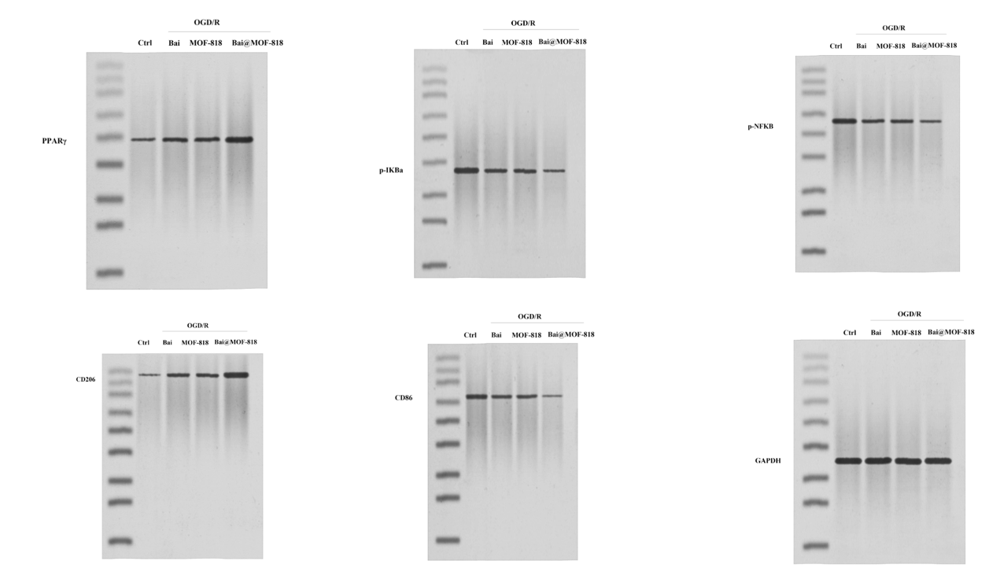 OGD/R
Ctrl Bai MOF-818 Bai@MOF-818
PPARγ
OGD/R
Ctrl Bai MOF-818 Bai@MOF-818
p-IKBa
OGD/R
Ctrl Bai MOF-818 Bai@MOF-818
p-NFKB
OGD/R
Ctrl Bai MOF-818 Bai@MOF-818
CD206
OGD/R
Ctrl Bai MOF-818 Bai@MOF-818
CD86
OGD/R
Ctrl Bai MOF-818 Bai@MOF-818
GAPDH